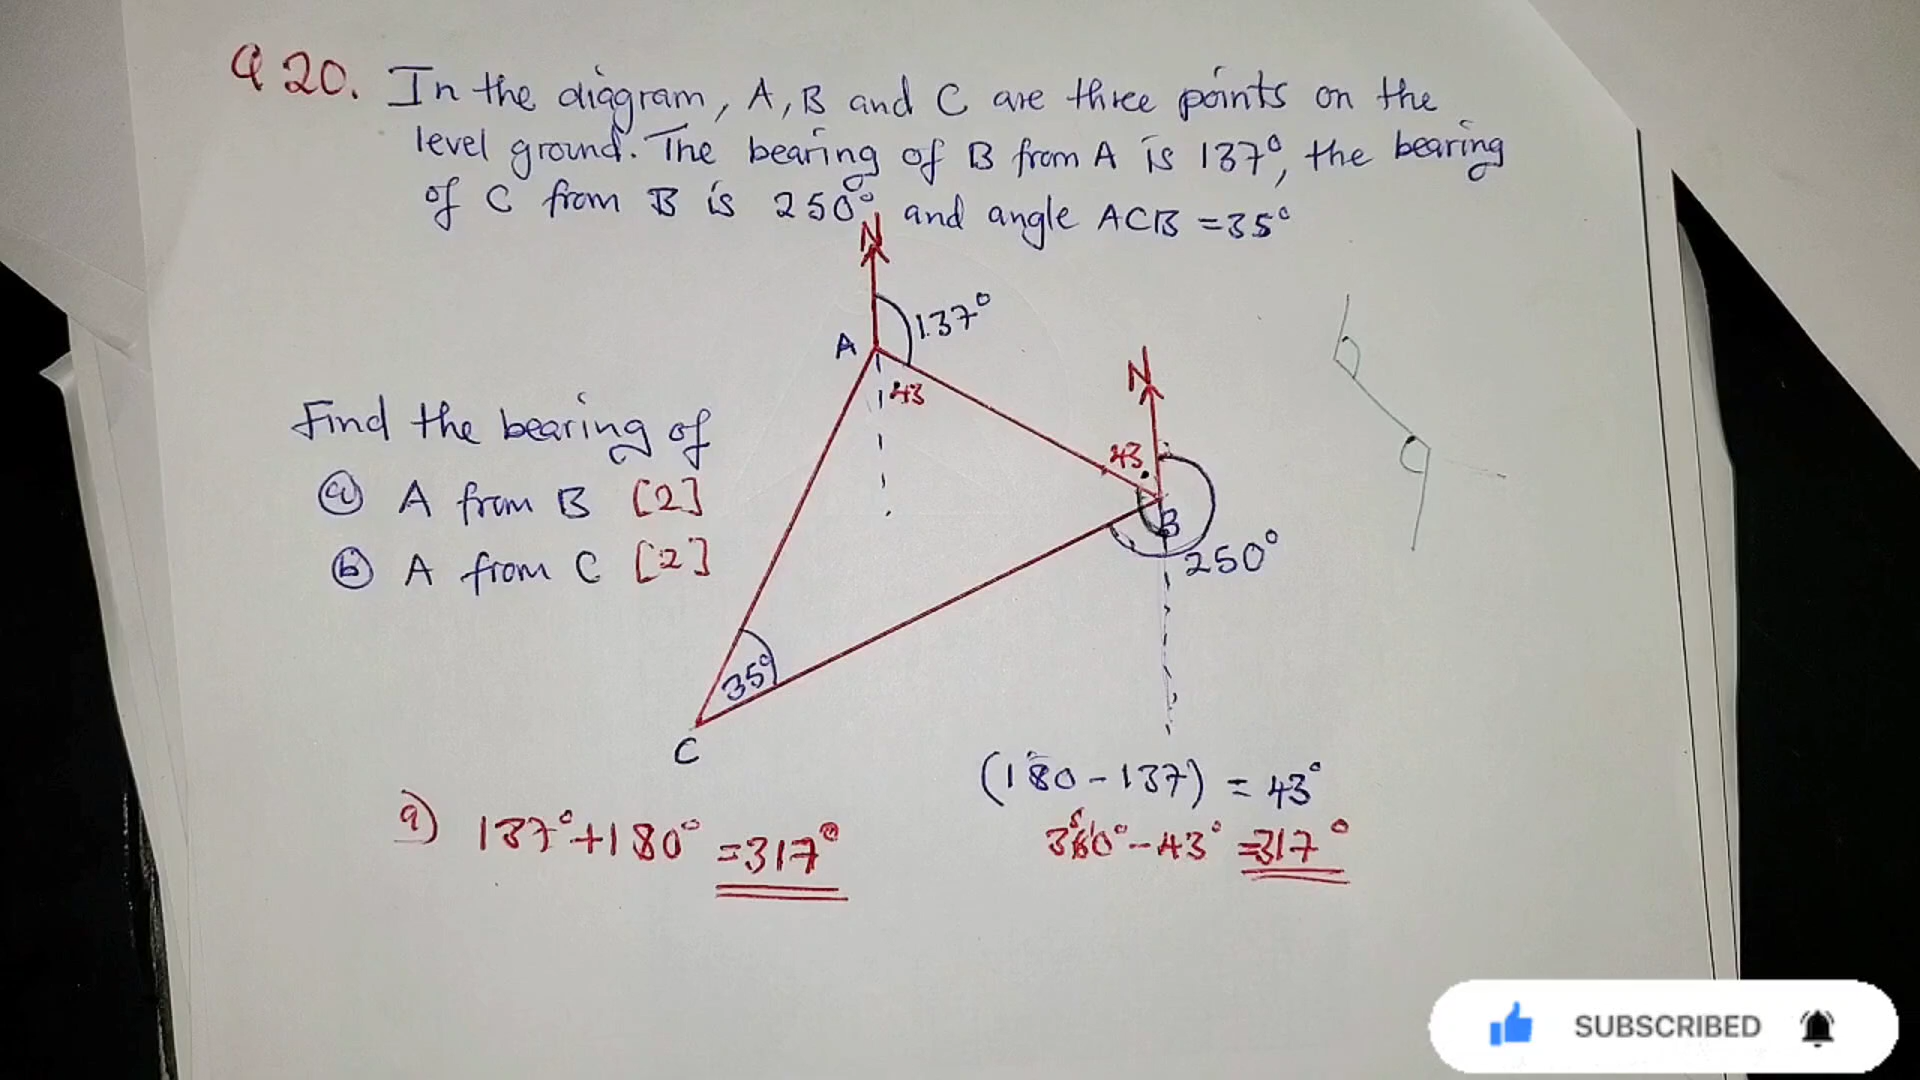 Q 20. In the diagram, A, B and C are three points on the
level ground. The bearing of B from A is 137°, the bearing
of C from B is 250° and angle ACB = 35°
N
137°
A
43
N
43
B
250°
Find the bearing of
(a) A from B [2]
(b) A from C [2]
35°
C
(180 - 137) = 43°
a) 137° + 180° = 317°
360° - 43° = 317°
SUBSCRIBED